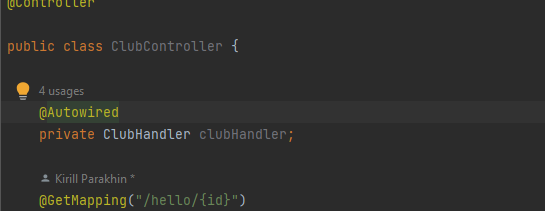 @Controller
public class ClubController {
4 usages
@Autowired
private ClubHandler clubHandler;
Kirill Parakhin *
@GetMapping("/hello/{id}")